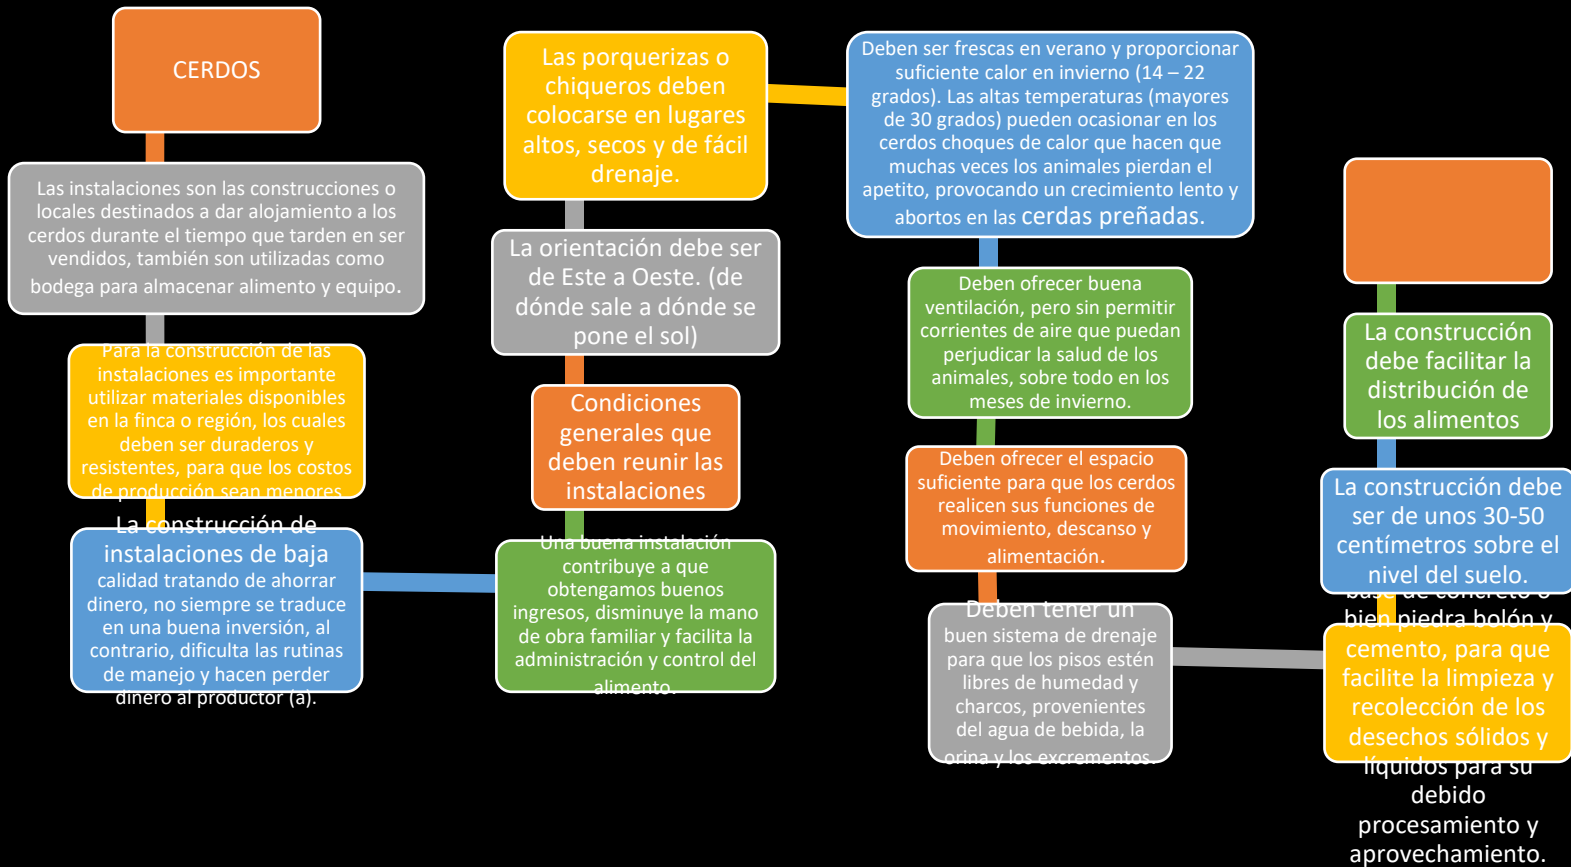 CERDOS
Las instalaciones son las construcciones o
locales destinados a dar alojamiento a los
cerdos durante el tiempo que tarden en ser
vendidos, también son utilizadas como
bodega para almacenar alimento y equipo.
Para la construcción de las
instalaciones es importante
utilizar materiales disponibles
en la finca o región, los cuales
deben ser duraderos y
resistentes, para que los costos
de producción sean menores
La construcción de
instalaciones de baja
calidad tratando de ahorrar
dinero, no siempre se traduce
en una buena inversión, al
contrario, dificulta las rutinas
de manejo y hacen perder
dinero al productor (a).
Una buena instalación
contribuye a que
obtengamos buenos
ingresos, disminuye la mano
de obra familiar y facilita la
administración y control del
alimento.
Condiciones
generales que
deben reunir las
instalaciones
La orientación debe ser
de Este a Oeste. (de
dónde sale a dónde se
pone el sol)
Las porquerizas o
chiqueros deben
colocarse en lugares
altos, secos y de fácil
drenaje.
Deben ser frescas en verano y proporcionar
suficiente calor en invierno (14 – 22
grados). Las altas temperaturas (mayores
de 30 grados) pueden ocasionar en los
cerdos choques de calor que hacen que
muchas veces los animales pierdan el
apetito, provocando un crecimiento lento y
abortos en las cerdas preñadas.
Deben ofrecer buena
ventilación, pero sin permitir
corrientes de aire que puedan
perjudicar la salud de los
animales, sobre todo en los
meses de invierno.
Deben ofrecer el espacio
suficiente para que los cerdos
realicen sus funciones de
movimiento, descanso y
alimentación.
Deben tener un
buen sistema de drenaje
para que los pisos estén
libres de humedad y
charcos, provenientes
del agua de bebida, la
orina y los excrementos.
base de concreto o
bien piedra bolón y
cemento, para que
facilite la limpieza y
recolección de los
desechos sólidos y
líquidos para su
debido
procesamiento y
aprovechamiento.
La construcción debe
ser de unos 30-50
centímetros sobre el
nivel del suelo.
La construcción
debe facilitar la
distribución de
los alimentos